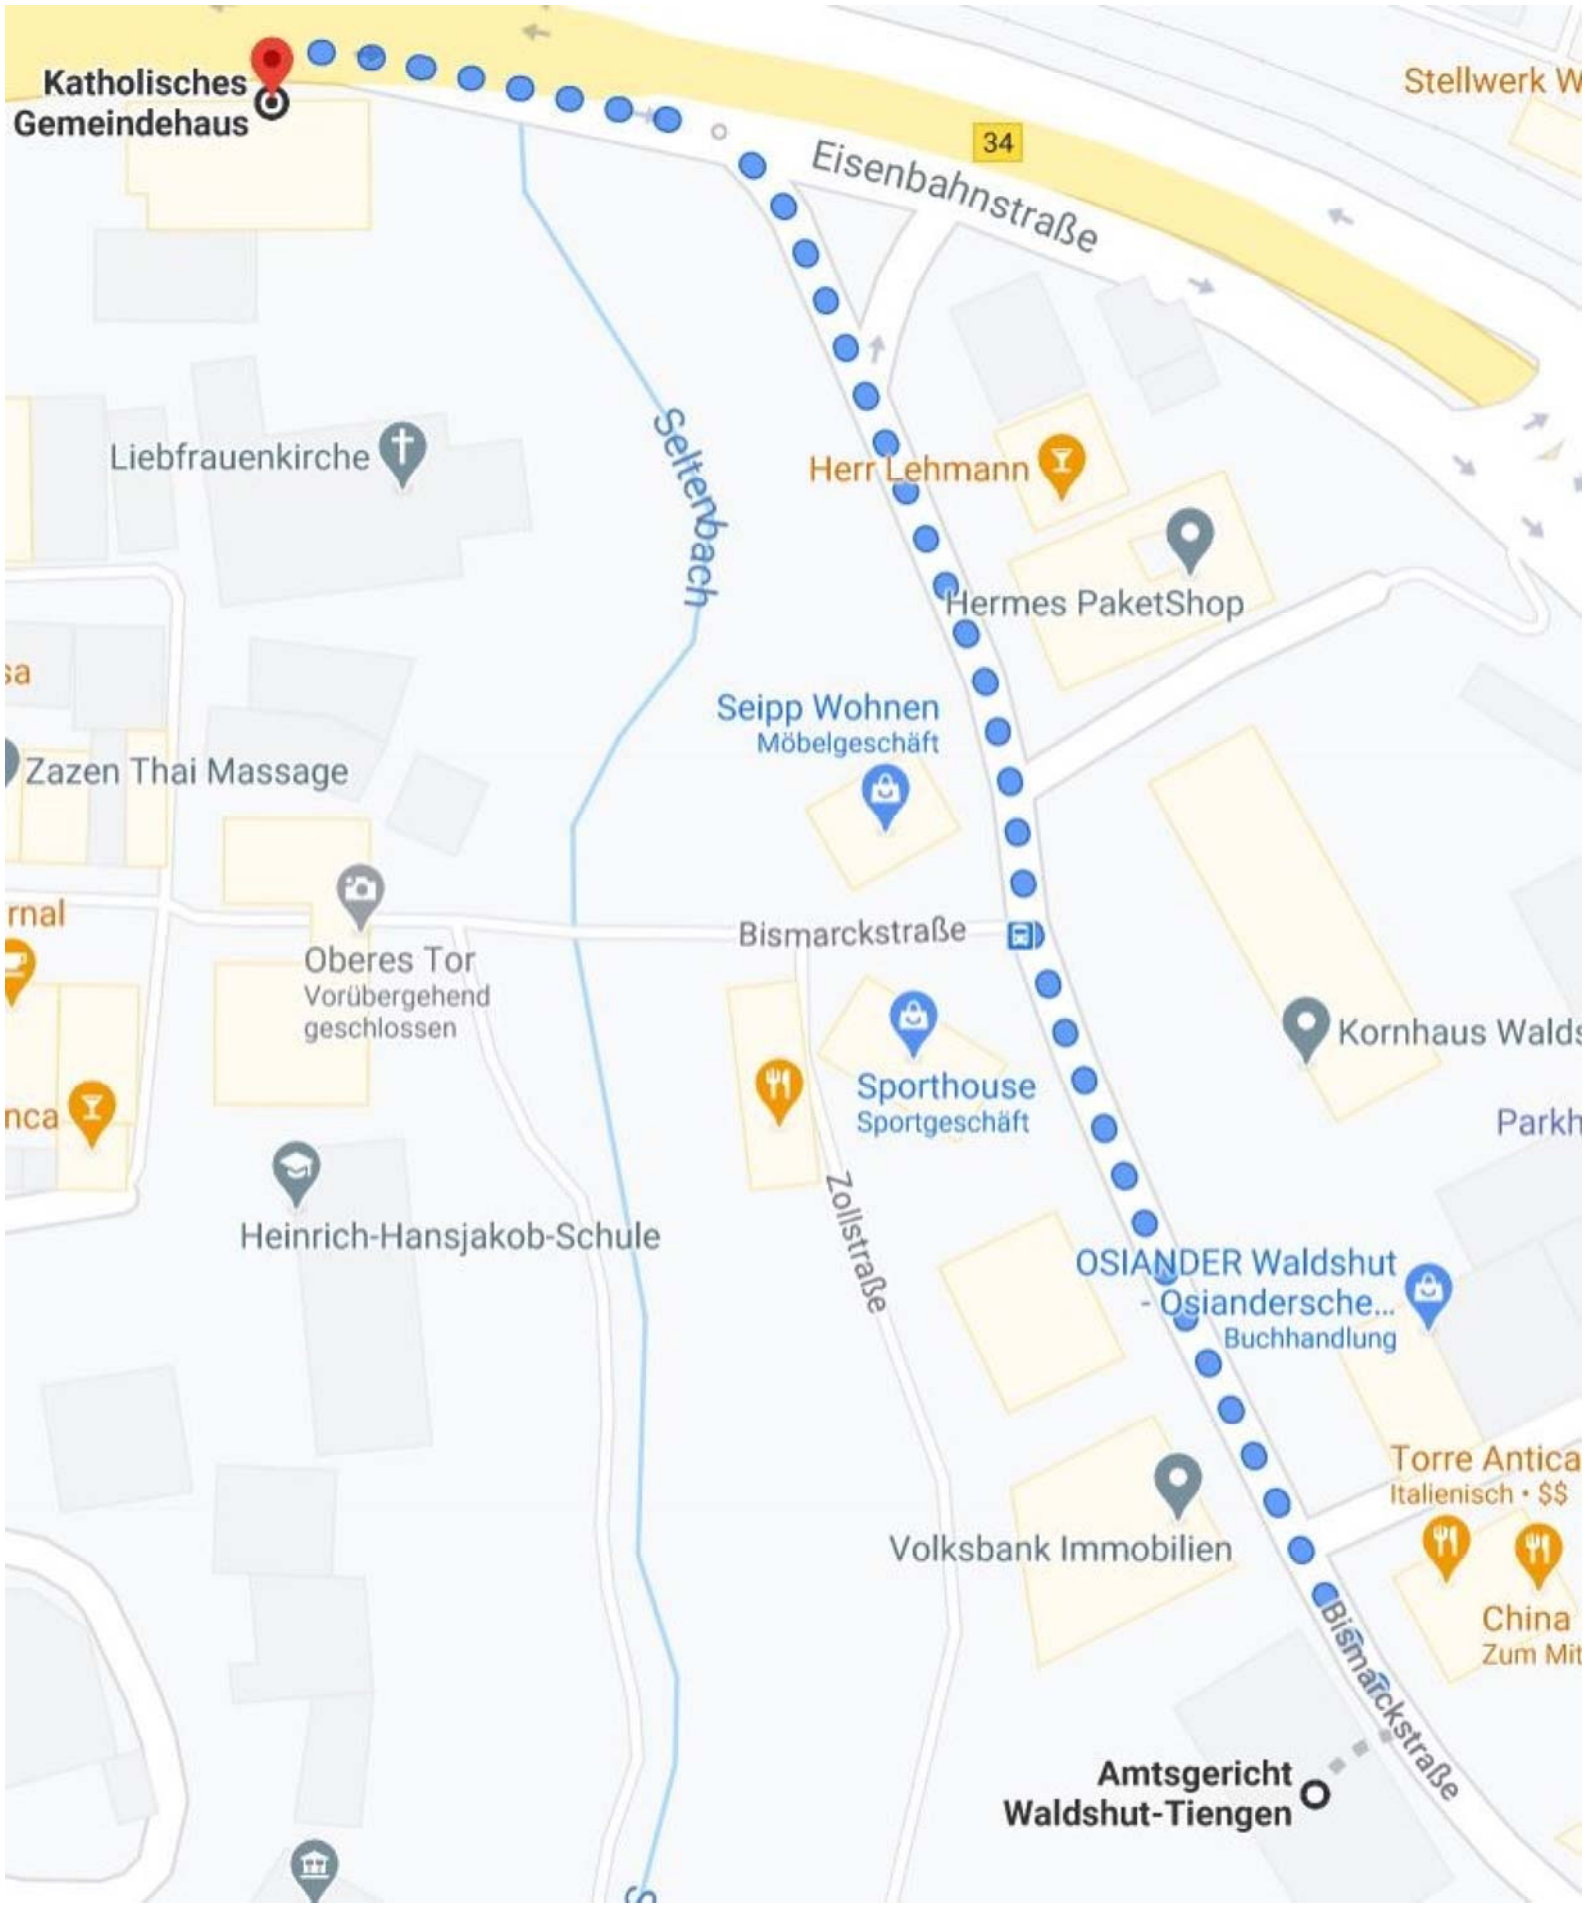 Stellwerk W
Katholisches
Gemeindehaus
34
Eisenbahnstraße
Liebfrauenkirche
Seltenbach
Herr Lehmann
Hermes PaketShop
sa
Seipp Wohnen
Möbelgeschäft
Zazen Thai Massage
rnal
Bismarckstraße
Oberes Tor
Vorübergehend
geschlossen
Kornhaus Walds
Sporthouse
Sportgeschäft
nca
Parkh
Heinrich-Hansjakob-Schule
Zollstraße
OSIANDER Waldshut
- Osiandersche...
Buchhandlung
Torre Antica
Italienisch • $$
Volksbank Immobilien
China
Zum Mit
Bismarckstraße
Amtsgericht
Waldshut-Tiengen